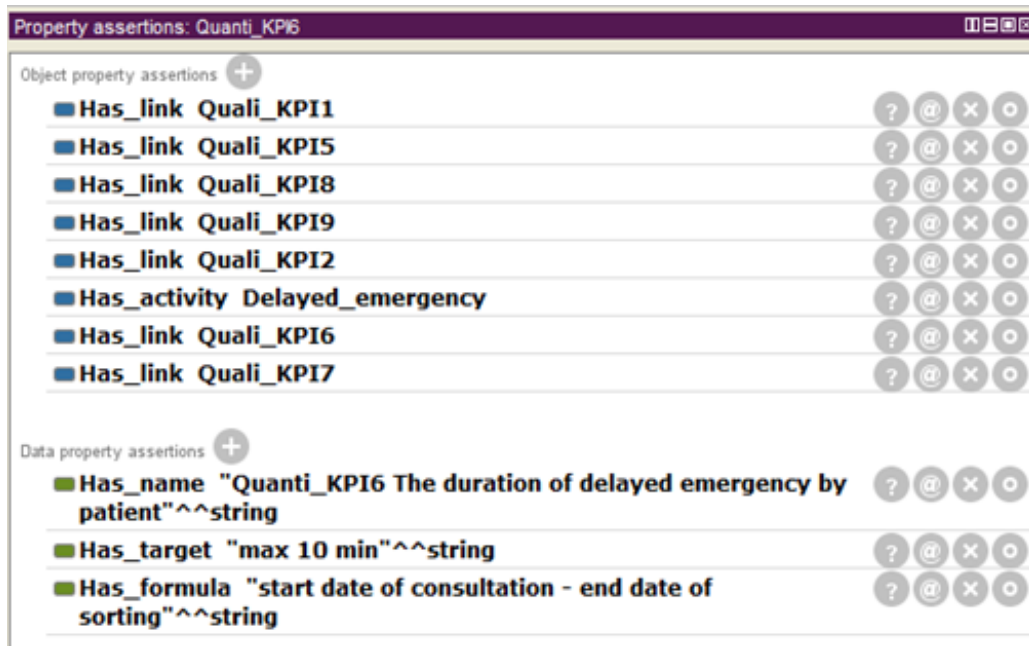 Property assertions: Quanti_KPI6
Object property assertions
Has_link Quali_KPI1
Has_link Quali_KPI5
Has_link Quali_KPI8
Has_link Quali_KPI9
Has_link Quali_KPI2
Has_activity Delayed_emergency
Has_link Quali_KPI6
Has_link Quali_KPI7
Data property assertions
Has_name "Quanti_KPI6 The duration of delayed emergency by
patient"^^string
Has_target "max 10 min"^^string
Has_formula "start date of consultation - end date of
sorting"^^string